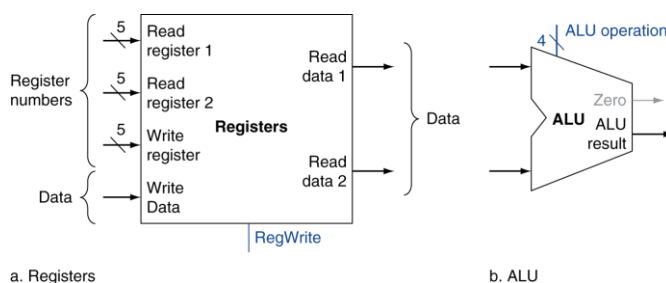 5
Read
register 1
5
Read
register 2
5
Write
register
Write
Data
Register
numbers
Data
Registers
Read
data 1
Read
data 2
Data
RegWrite
a. Registers
4
ALU operation
Zero
ALU
ALU
result
b. ALU